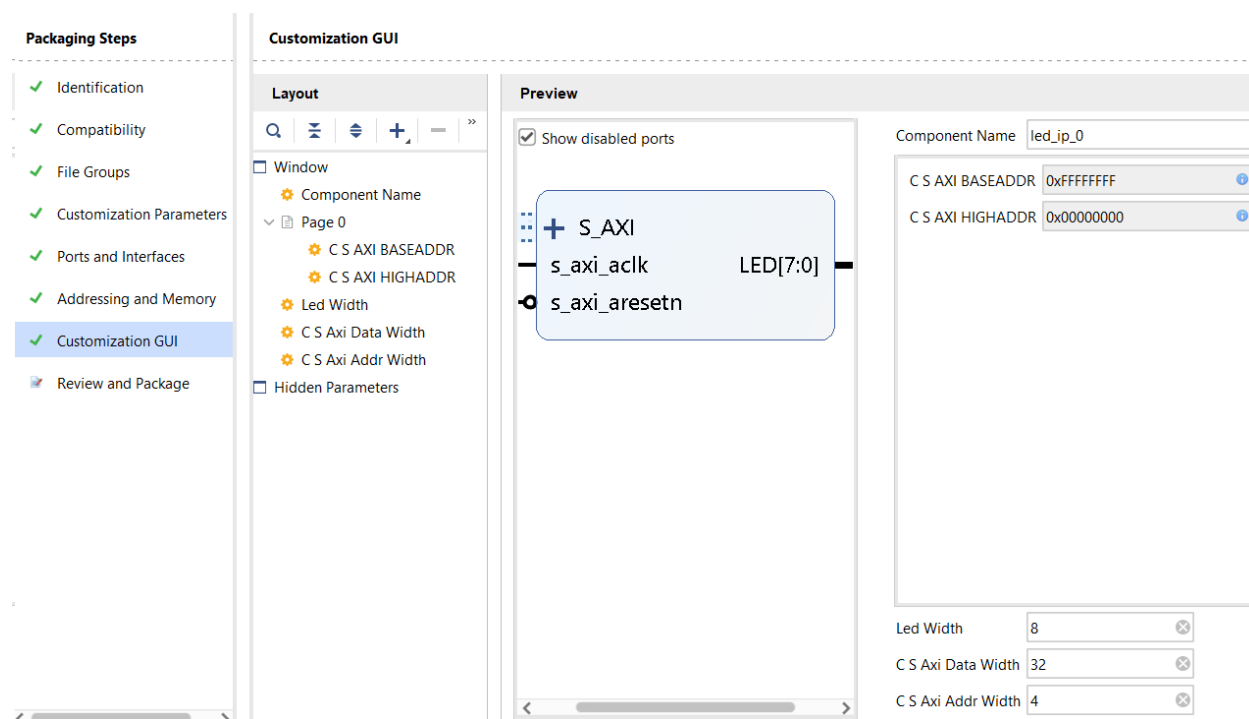 Packaging Steps
Identification
Compatibility
File Groups
Customization Parameters
Ports and Interfaces
Addressing and Memory
Customization GUI
Review and Package
Customization GUI
Layout
»
Window
Component Name
Page 0
C S AXI BASEADDR
C S AXI HIGHADDR
Led Width
C S Axi Data Width
C S Axi Addr Width
Hidden Parameters
Preview
Show disabled ports
S_AXI
s_axi_aclk
s_axi_aresetn
LED[7:0]
Component Name led_ip_0
C S AXI BASEADDR 0xFFFFFFFF
C S AXI HIGHADDR 0x00000000
Led Width 8
C S Axi Data Width 32
C S Axi Addr Width 4